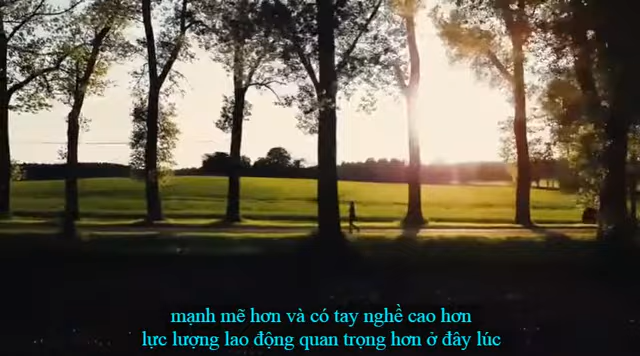 mạnh mẽ hơn và có tay nghề cao hơn
lực lượng lao động quan trọng hơn ở đây lúc